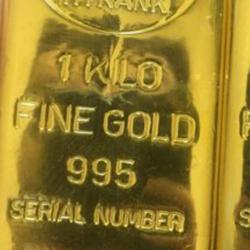 1 KILO
FINE GOLD
995
SERIAL NUMBER